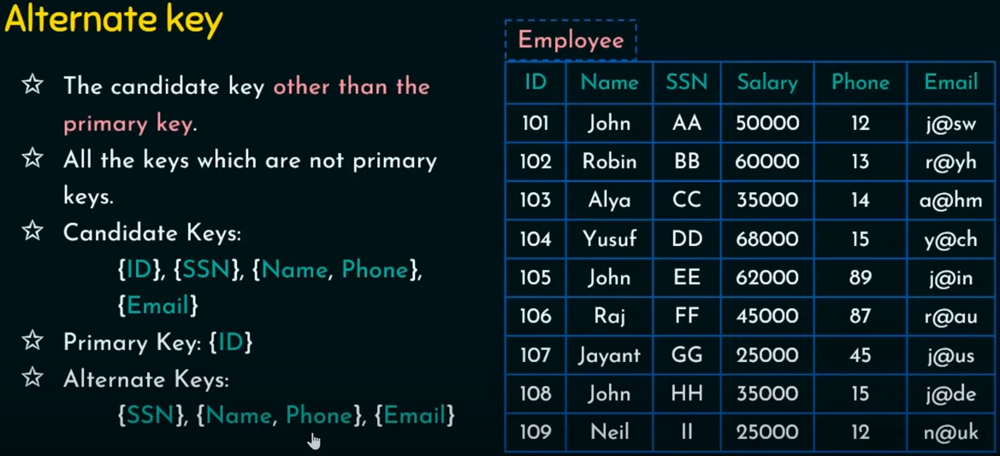 Alternate key
☆ The candidate key other than the
primary key.
☆ All the keys which are not primary
keys.
☆ Candidate Keys:
{ID}, {SSN}, {Name, Phone},
{Email}
☆ Primary Key: {ID}
☆ Alternate Keys:
{SSN}, {Name, Phone}, {Email}
Employee
ID Name SSN Salary Phone Email
101 John AA 50000 12 j@sw
102 Robin BB 60000 13 r@yh
103 Alya CC 35000 14 a@hm
104 Yusuf DD 68000 15 y@ch
105 John EE 62000 89 j@in
106 Raj FF 45000 87 r@au
107 Jayant GG 25000 45 j@us
108 John HH 35000 15 j@de
109 Neil II 25000 12 n@uk